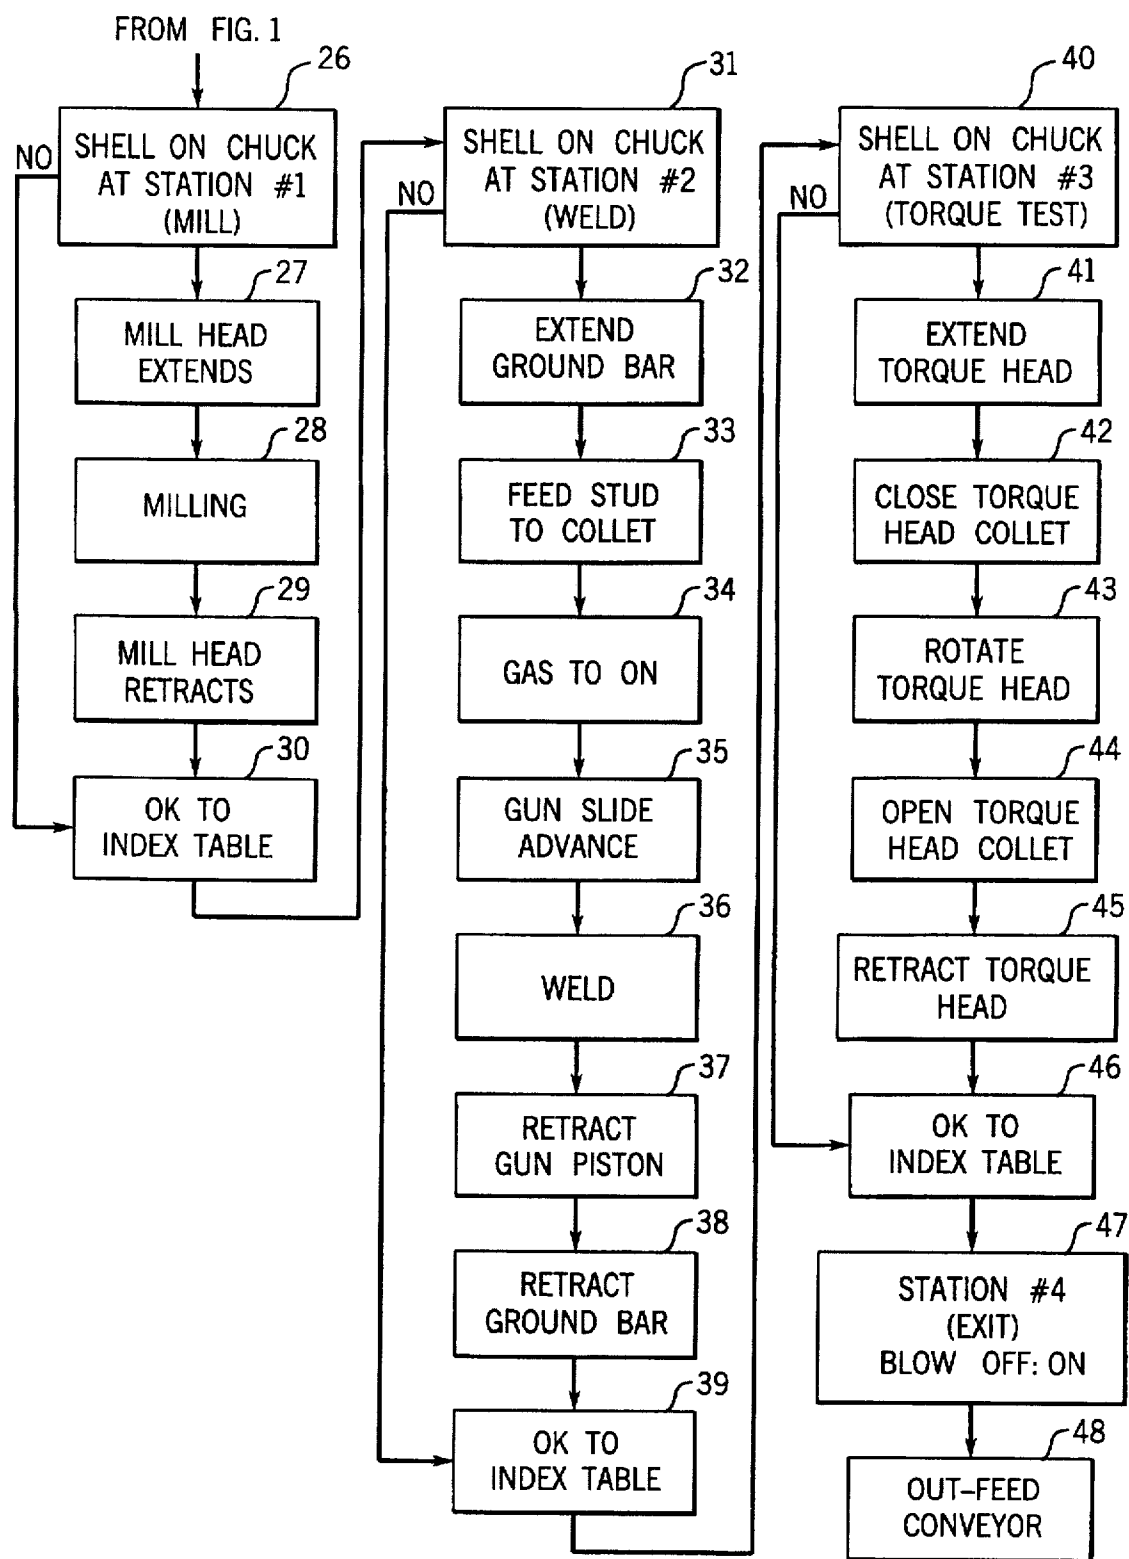 FROM FIG. 1
26
SHELL ON CHUCK
AT STATION #1
(MILL)
NO
27
MILL HEAD
EXTENDS
28
MILLING
29
MILL HEAD
RETRACTS
30
OK TO
INDEX TABLE
31
SHELL ON CHUCK
AT STATION #2
(WELD)
NO
32
EXTEND
GROUND BAR
33
FEED STUD
TO COLLET
34
GAS TO ON
35
GUN SLIDE
ADVANCE
36
WELD
37
RETRACT
GUN PISTON
38
RETRACT
GROUND BAR
39
OK TO
INDEX TABLE
40
SHELL ON CHUCK
AT STATION #3
(TORQUE TEST)
NO
41
EXTEND
TORQUE HEAD
42
CLOSE TORQUE
HEAD COLLET
43
ROTATE
TORQUE HEAD
44
OPEN TORQUE
HEAD COLLET
45
RETRACT TORQUE
HEAD
46
OK TO
INDEX TABLE
47
STATION #4
(EXIT)
BLOW OFF: ON
48
OUT-FEED
CONVEYOR